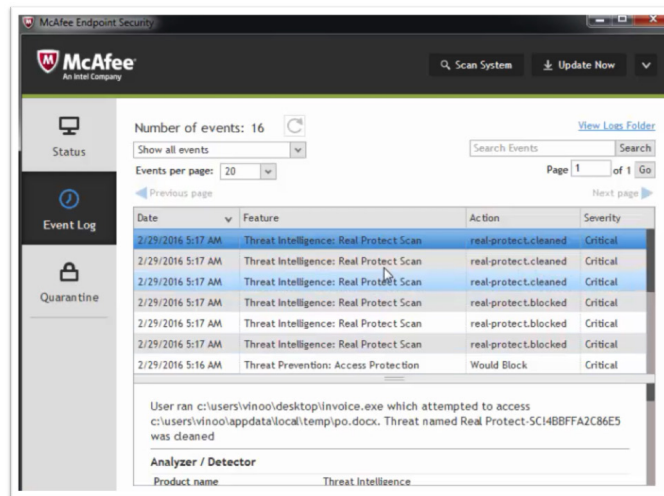 McAfee Endpoint Security
McAfee
An Intel Company
Scan System
Update Now
Status
Event Log
Quarantine
Number of events: 16
View Logs Folder
Show all events
Search Events
Search
Events per page: 20
Page 1 of 1 Go
Previous page
Next page
Date Feature Action Severity
2/29/2016 5:17 AM Threat Intelligence: Real Protect Scan real-protect.cleaned Critical
2/29/2016 5:17 AM Threat Intelligence: Real Protect Scan real-protect.cleaned Critical
2/29/2016 5:17 AM Threat Intelligence: Real Protect Scan real-protect.cleaned Critical
2/29/2016 5:17 AM Threat Intelligence: Real Protect Scan real-protect.blocked Critical
2/29/2016 5:17 AM Threat Intelligence: Real Protect Scan real-protect.blocked Critical
2/29/2016 5:17 AM Threat Intelligence: Real Protect Scan real-protect.blocked Critical
2/29/2016 5:16 AM Threat Prevention: Access Protection Would Block Critical
User ran c:\users\vinoo\desktop\invoice.exe which attempted to access
c:\users\vinoo\appdata\local\temp\po.docx. Threat named Real Protect-SC!4BBFFA2C86E5
was cleaned
Analyzer / Detector
Product name Threat Intelligence